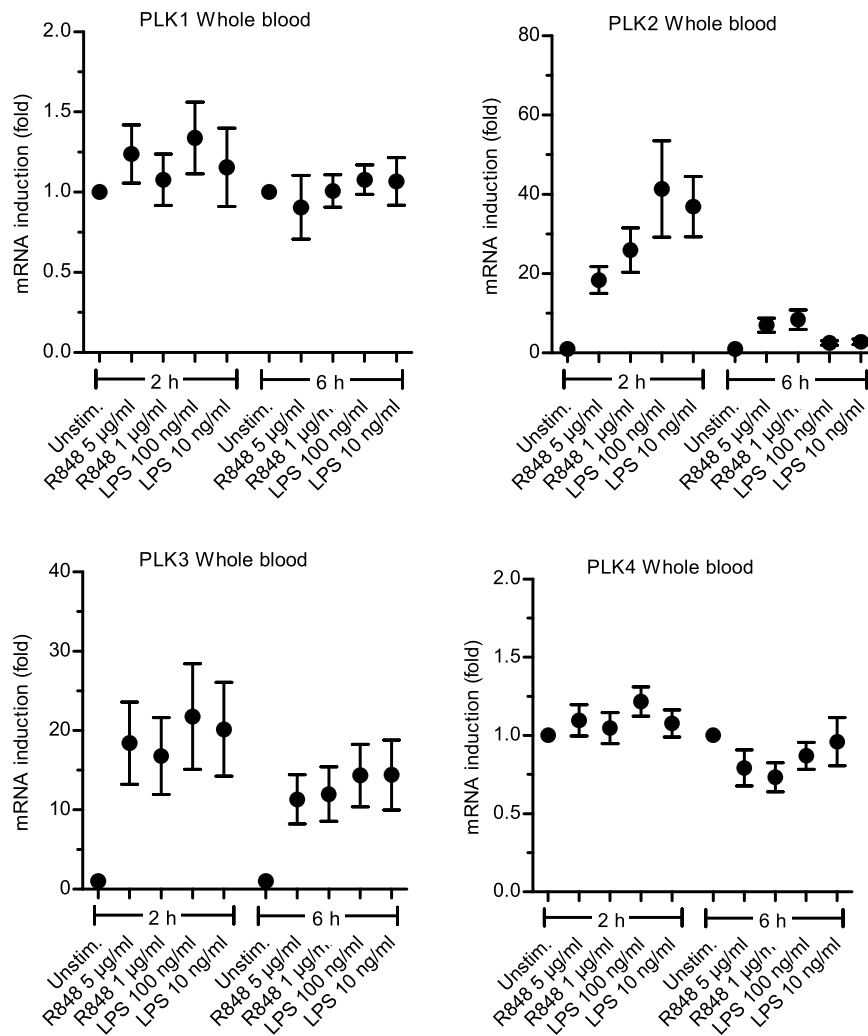 PLK1 Whole blood
mRNA induction (fold)
2.0
1.5
1.0
0.5
0.0
2 h
6 h
Unstim.
R848 5 µg/ml
R848 1 µg/ml
LPS 100 ng/ml
LPS 10 ng/ml
Unstim.
R848 5 µg/ml
R848 1 µg/
LPS 100 ng/ml
LPS 10 ng/ml
PLK2 Whole blood
mRNA induction (fold)
80
60
40
20
0
2 h
6 h
Unstim.
R848 5 µg/ml
R848 1 µg/ml
LPS 100 ng/ml
LPS 10 ng/ml
Unstim.
R848 5 µg/ml
R848 1 µg/
LPS 100 ng/ml
LPS 10 ng/ml
PLK3 Whole blood
mRNA induction (fold)
40
30
20
10
0
2 h
6 h
Unstim.
R848 5 µg/ml
R848 1 µg/ml
LPS 100 ng/ml
LPS 10 ng/ml
Unstim.
R848 5 µg/ml
R848 1 µg/
LPS 100 ng/ml
LPS 10 ng/ml
PLK4 Whole blood
mRNA induction (fold)
2.0
1.5
1.0
0.5
0.0
2 h
6 h
Unstim.
R848 5 µg/ml
R848 1 µg/ml
LPS 100 ng/ml
LPS 10 ng/ml
Unstim.
R848 5 µg/ml
R848 1 µg/
LPS 100 ng/ml
LPS 10 ng/ml